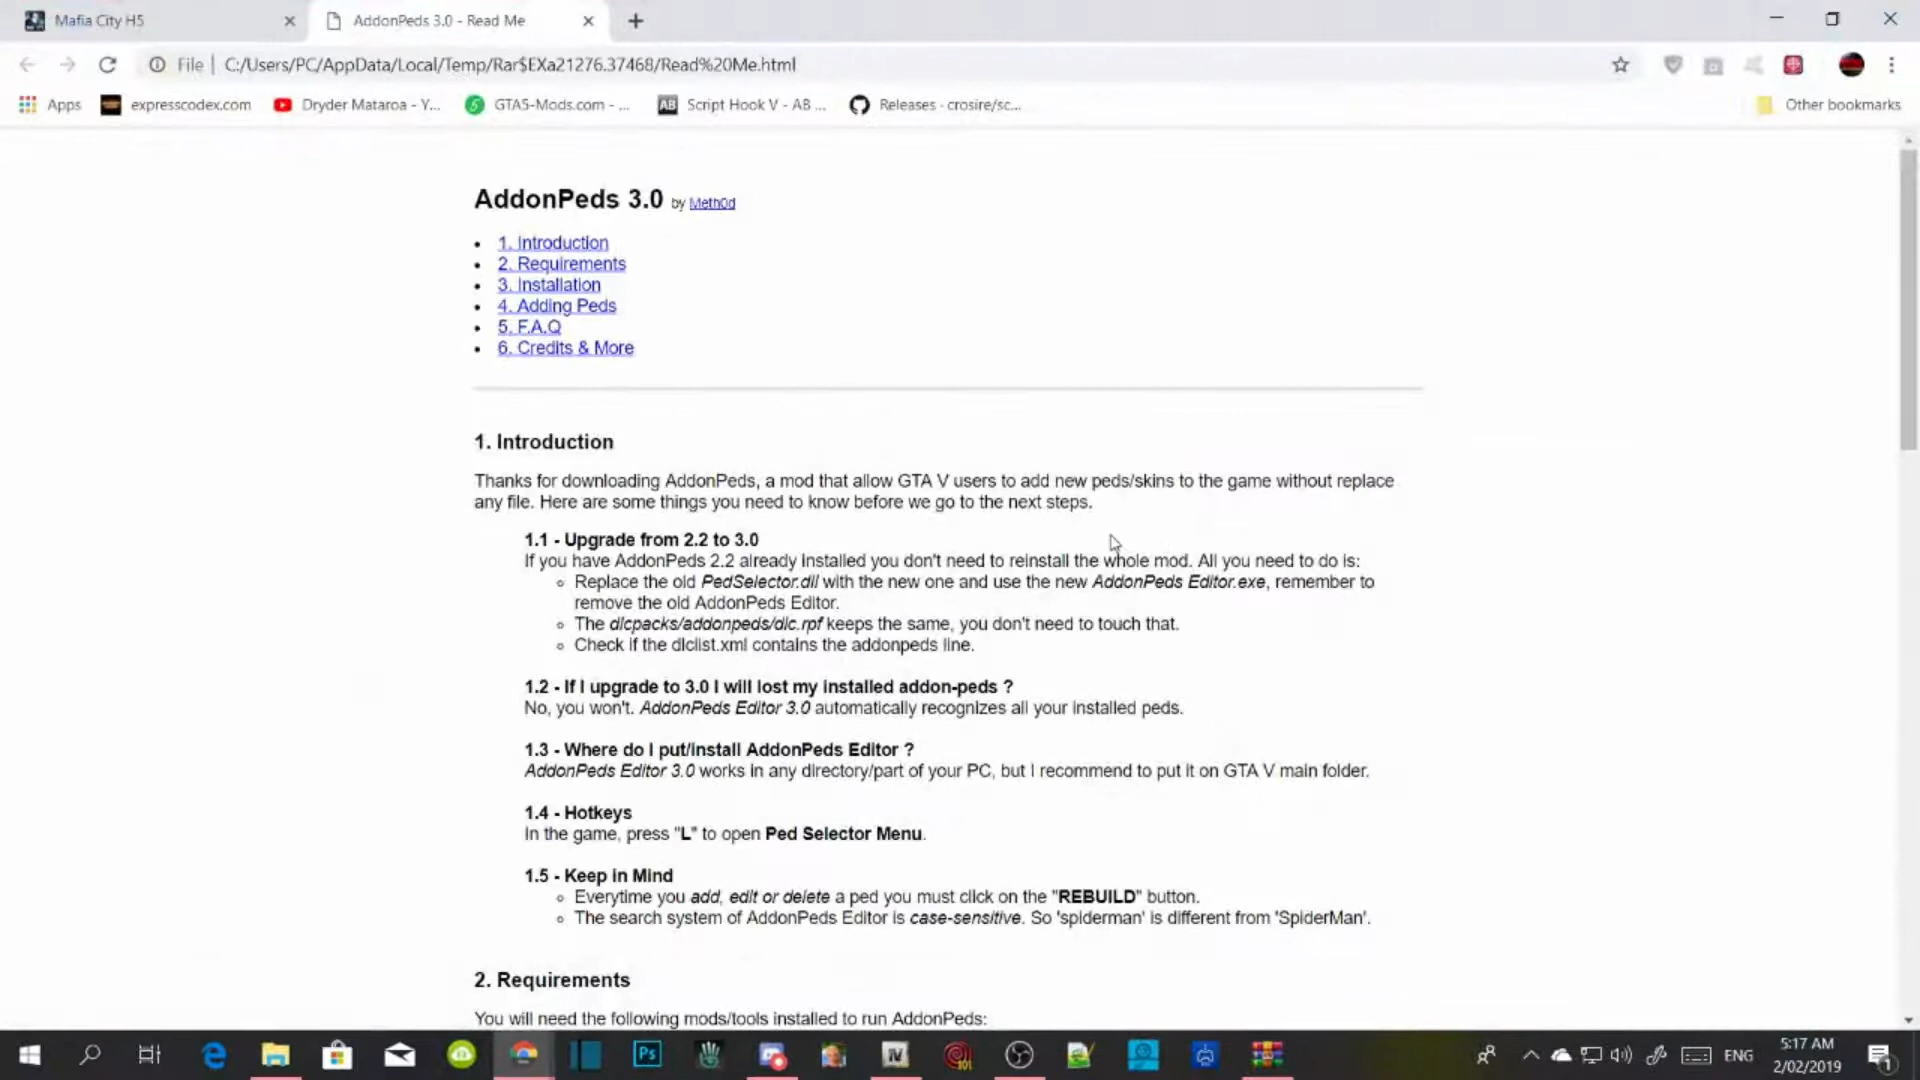 Mafia City H5
AddonPeds 3.0 - Read Me
File | C:/Users/PC/AppData/Local/Temp/Rar$EXa21276.37468/Read%20Me.html
Apps
expresscodex.com
Dryder Mataroa - Y...
GTA5-Mods.com - ...
AB
Script Hook V - AB ...
Releases · crosire/sc...
Other bookmarks
AddonPeds 3.0 by Meth0d
• 1. Introduction
• 2. Requirements
• 3. Installation
• 4. Adding Peds
• 5. F.A.Q
• 6. Credits & More
1. Introduction
Thanks for downloading AddonPeds, a mod that allow GTA V users to add new peds/skins to the game without replace
any file. Here are some things you need to know before we go to the next steps.
1.1 - Upgrade from 2.2 to 3.0
If you have AddonPeds 2.2 already installed you don't need to reinstall the whole mod. All you need to do is:
Replace the old PedSelector.dll with the new one and use the new AddonPeds Editor.exe, remember to
remove the old AddonPeds Editor.
The dlcpacks/addonpeds/dlc.rpf keeps the same, you don't need to touch that.
Check if the dlclist.xml contains the addonpeds line.
1.2 - If I upgrade to 3.0 I will lost my installed addon-peds ?
No, you won't. AddonPeds Editor 3.0 automatically recognizes all your installed peds.
1.3 - Where do I put/install AddonPeds Editor ?
AddonPeds Editor 3.0 works in any directory/part of your PC, but I recommend to put it on GTA V main folder.
1.4 - Hotkeys
In the game, press "L" to open Ped Selector Menu.
1.5 - Keep in Mind
Everytime you add, edit or delete a ped you must click on the "REBUILD" button.
The search system of AddonPeds Editor is case-sensitive. So 'spiderman' is different from 'SpiderMan'.
2. Requirements
You will need the following mods/tools installed to run AddonPeds:
Ps
IV
101
ENG
5:17 AM
2/02/2019
1